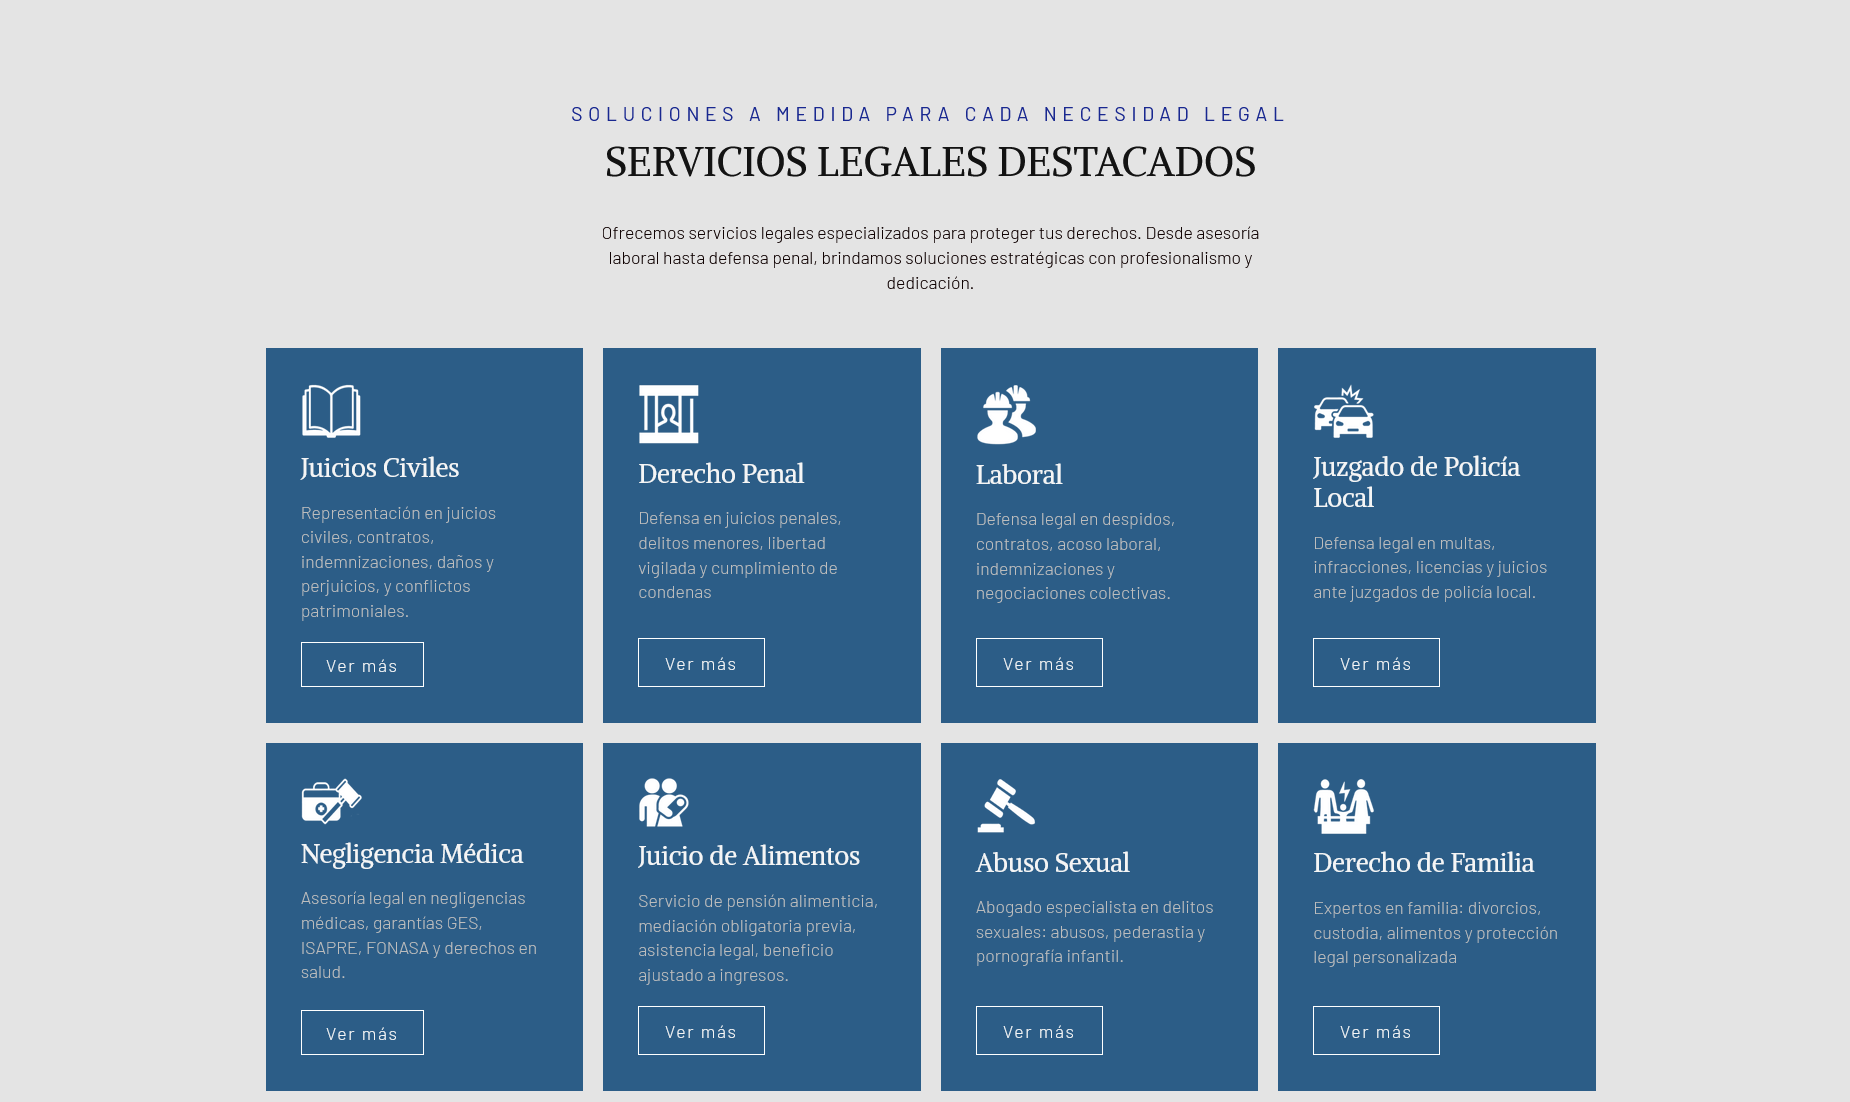 SOLUCIONES A MEDIDA PARA CADA NECESIDAD LEGAL
SERVICIOS LEGALES DESTACADOS
Ofrecemos servicios legales especializados para proteger tus derechos. Desde asesoría
laboral hasta defensa penal, brindamos soluciones estratégicas con profesionalismo y
dedicación.
Juicios Civiles
Representación en juicios
civiles, contratos,
indemnizaciones, daños y
perjuicios, y conflictos
patrimoniales.
Ver más
Derecho Penal
Defensa en juicios penales,
delitos menores, libertad
vigilada y cumplimiento de
condenas
Ver más
Laboral
Defensa legal en despidos,
contratos, acoso laboral,
indemnizaciones y
negociaciones colectivas.
Ver más
Juzgado de Policía
Local
Defensa legal en multas,
infracciones, licencias y juicios
ante juzgados de policía local.
Ver más
Negligencia Médica
Asesoría legal en negligencias
médicas, garantías GES,
ISAPRE, FONASA y derechos en
salud.
Ver más
Juicio de Alimentos
Servicio de pensión alimenticia,
mediación obligatoria previa,
asistencia legal, beneficio
ajustado a ingresos.
Ver más
Abuso Sexual
Abogado especialista en delitos
sexuales: abusos, pederastia y
pornografía infantil.
Ver más
Derecho de Familia
Expertos en familia: divorcios,
custodia, alimentos y protección
legal personalizada
Ver más